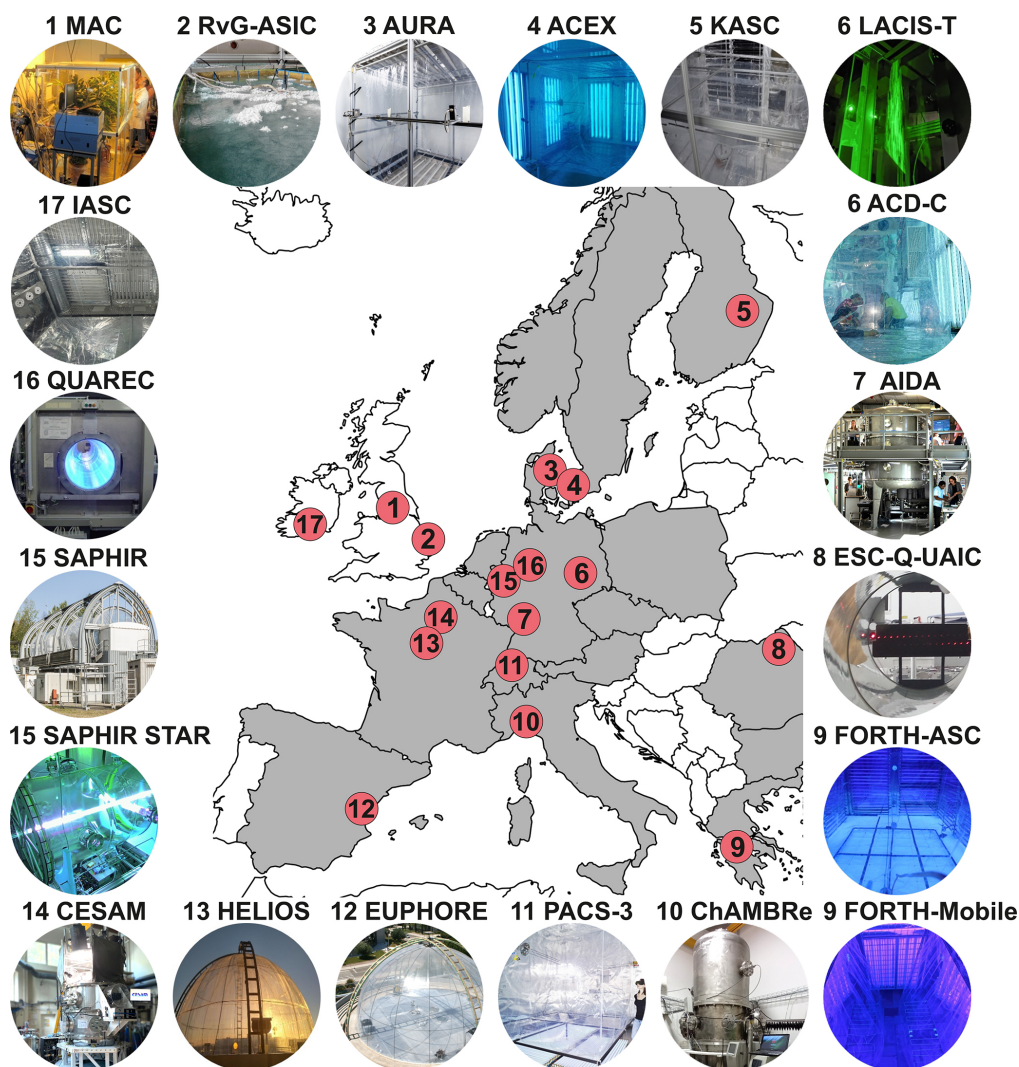 1 MAC
2 RvG-ASIC
3 AURA
4 ACEX
5 KASC
6 LACIS-T
17 IASC
6 ACD-C
5
16 QUAREC
7 AIDA
3
4
1
17
2
15 SAPHIR
8 ESC-Q-UAIC
16
15
6
14
7
13
8
11
10
15 SAPHIR STAR
9 FORTH-ASC
12
9
14 CESAM
13 HELIOS
12 EUPHORE
11 PACS-3
10 ChAMBRe
9 FORTH-Mobile
CESAM